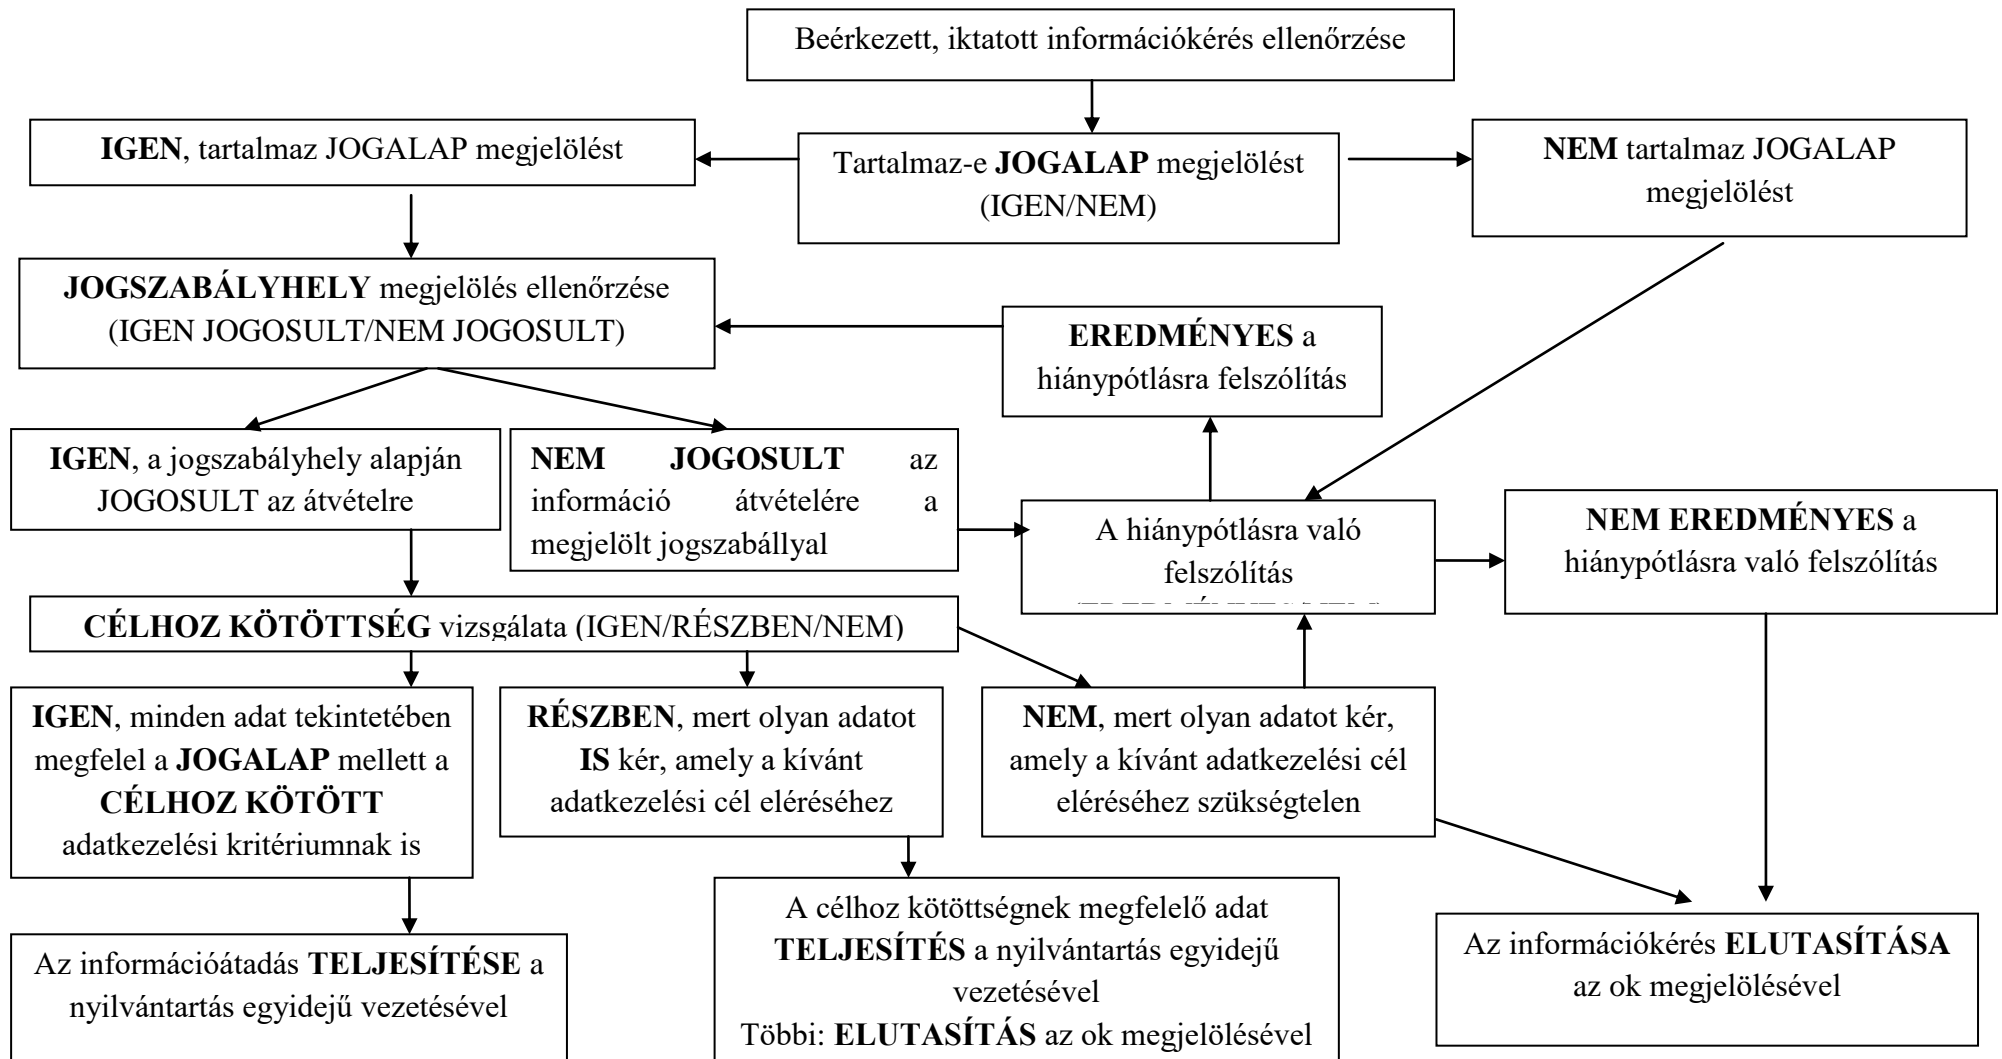 Beérkezett, iktatott információkérés ellenőrzése
IGEN, tartalmaz JOGALAP megjelölést
Tartalmaz-e JOGALAP megjelölést
(IGEN/NEM)
NEM tartalmaz JOGALAP
megjelölést
JOGSZABÁLYHELY megjelölés ellenőrzése
(IGEN JOGOSULT/NEM JOGOSULT)
EREDMÉNYES a
hiánypótlásra felszólítás
IGEN, a jogszabályhely alapján
JOGOSULT az átvételre
NEM JOGOSULT az
információ átvételére a
megjelölt jogszabállyal
A hiánypótlásra való
felszólítás
NEM EREDMÉNYES a
hiánypótlásra való felszólítás
CÉLHOZ KÖTÖTTSÉG vizsgálata (IGEN/RÉSZBEN/NEM)
IGEN, minden adat tekintetében
megfelel a JOGALAP mellett a
CÉLHOZ KÖTÖTT
adatkezelési kritériumnak is
RÉSZBEN, mert olyan adatot
IS kér, amely a kívánt
adatkezelési cél eléréséhez
NEM, mert olyan adatot kér,
amely a kívánt adatkezelési cél
eléréséhez szükségtelen
Az információátadás TELJESÍTÉSE a
nyilvántartás egyidejű vezetésével
A célhoz kötöttségnek megfelelő adat
TELJESÍTÉS a nyilvántartás egyidejű
vezetésével
Többi: ELUTASÍTÁS az ok megjelölésével
Az információkérés ELUTASÍTÁSA
az ok megjelölésével